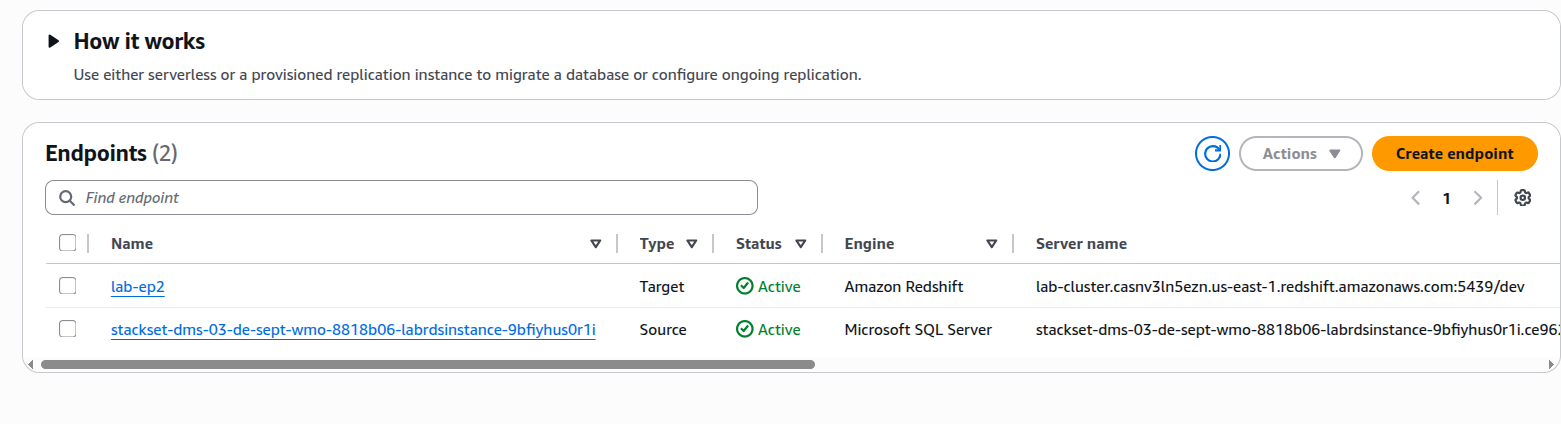 How it works
Use either serverless or a provisioned replication instance to migrate a database or configure ongoing replication.
Endpoints (2)
Actions
Create endpoint
Find endpoint
1
Name Type Status Engine Server name
lab-ep2 Target Active Amazon Redshift lab-cluster.casnv3ln5ezn.us-east-1.redshift.amazonaws.com:5439/dev
stackset-dms-03-de-sept-wmo-8818b06-labrdsinstance-9bfiyhus0r1i Source Active Microsoft SQL Server stackset-dms-03-de-sept-wmo-8818b06-labrdsinstance-9bfiyhus0r1i.ce962